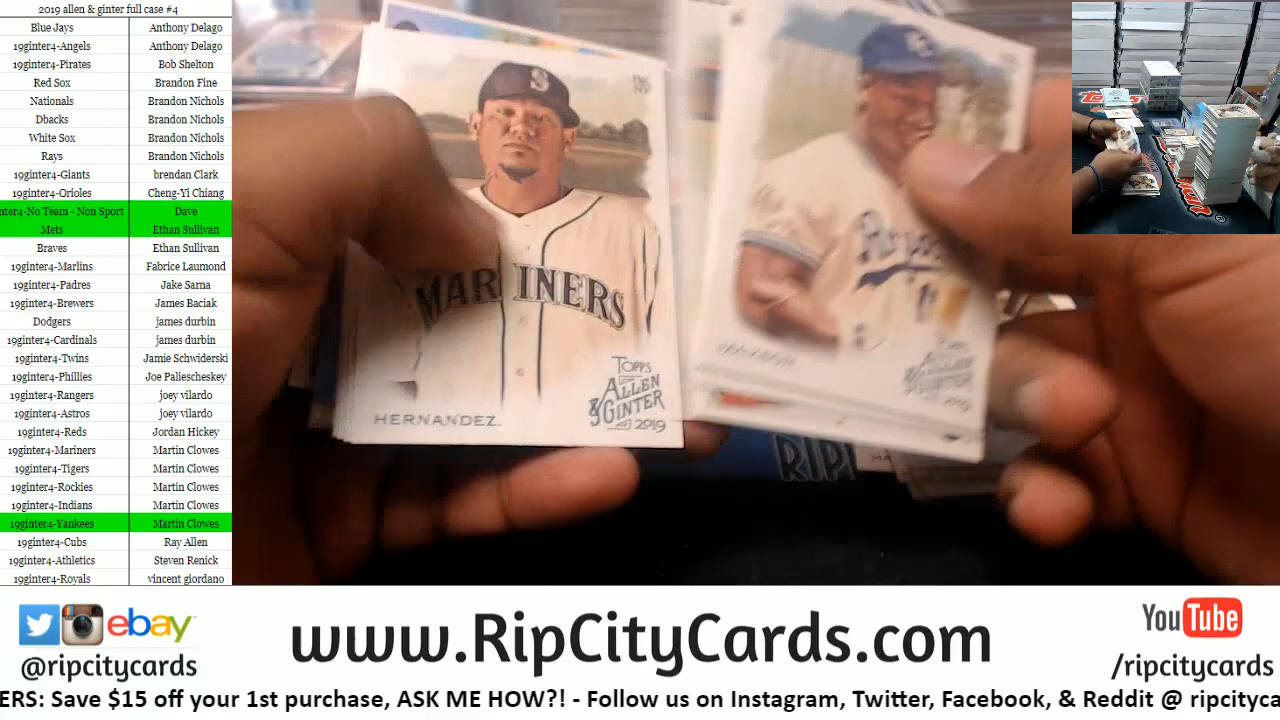 2019 allen & ginter full case #4
Blue Jays Anthony Delago
19ginter4-Angels Anthony Delago
19ginter4-Pirates Bob Shelton
Red Sox Brandon Fine
Nationals Brandon Nichols
Dbacks Brandon Nichols
White Sox Brandon Nichols
Rays Brandon Nichols
19ginter4-Giants brendan Clark
19ginter4-Orioles Cheng-Yi Chiang
nter4-No Team - Non Sport Dave
Mets Ethan Sullivan
Braves Ethan Sullivan
19ginter4-Marlins Fabrice Laumond
19ginter4-Padres Jake Sarna
19ginter4-Brewers James Baciak
Dodgers james durbin
19ginter4-Cardinals james durbin
19ginter4-Twins Jamie Schwiderski
19ginter4-Phillies Joe Paliescheskey
19ginter4-Rangers joey vilardo
19ginter4-Astros joey vilardo
19ginter4-Reds Jordan Hickey
19ginter4-Mariners Martin Clowes
19ginter4-Tigers Martin Clowes
19ginter4-Rockies Martin Clowes
19ginter4-Indians Martin Clowes
19ginter4-Yankees Martin Clowes
19ginter4-Cubs Ray Allen
19ginter4-Athletics Steven Renick
19ginter4-Royals vincent giordano
S
MARINERS
HERNANDEZ
TOPPS
ALLEN
& GINTER
2019
KC
ALLEN
GINTER
2019
RIP
ebay
@ripcitycards
www.RipCityCards.com
YouTube
/ripcitycards
ERS: Save $15 off your 1st purchase, ASK ME HOW?! - Follow us on Instagram, Twitter, Facebook, & Reddit @ ripcityca